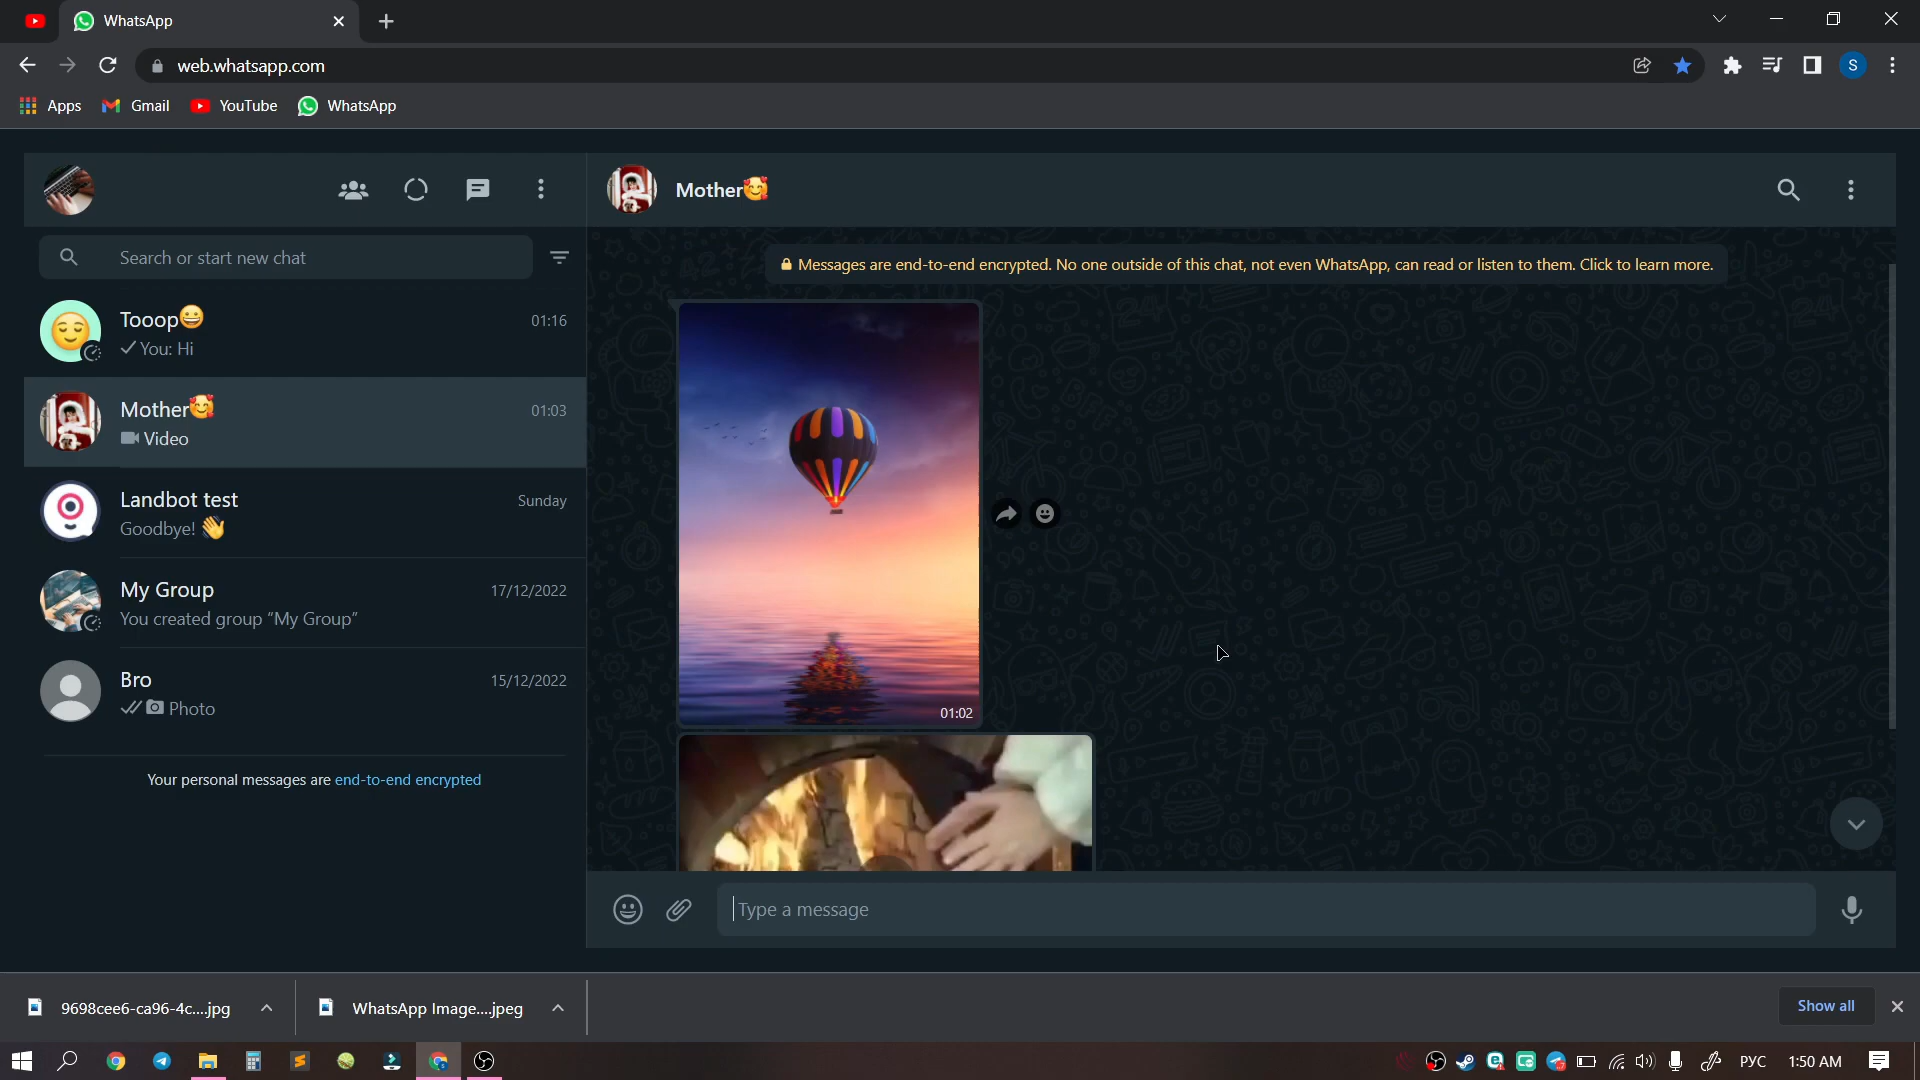 WhatsApp
web.whatsapp.com
S
Apps Gmail YouTube WhatsApp
Mother🥰
Search or start new chat
Messages are end-to-end encrypted. No one outside of this chat, not even WhatsApp, can read or listen to them. Click to learn more.
Tooop😀 01:16
You: Hi
Mother🥰 01:03
Video
Landbot test Sunday
Goodbye! 👋
My Group 17/12/2022
You created group “My Group”
Bro 15/12/2022
Photo
01:02
Your personal messages are end-to-end encrypted
Type a message
9698cee6-ca96-4c....jpg WhatsApp Image....jpeg Show all
РУС 1:50 AM